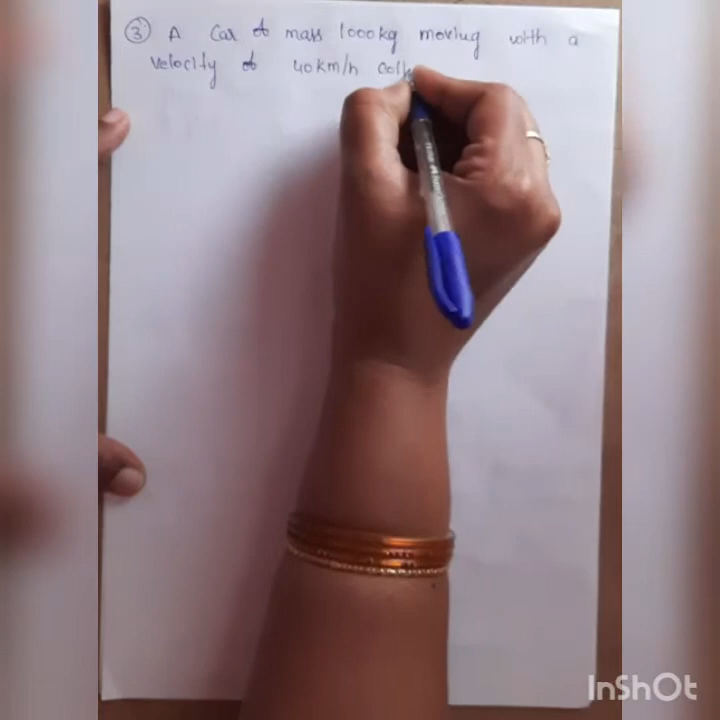 ③ A Car of mass 1000kg moving with a
velocity of 40km/h
InShOt